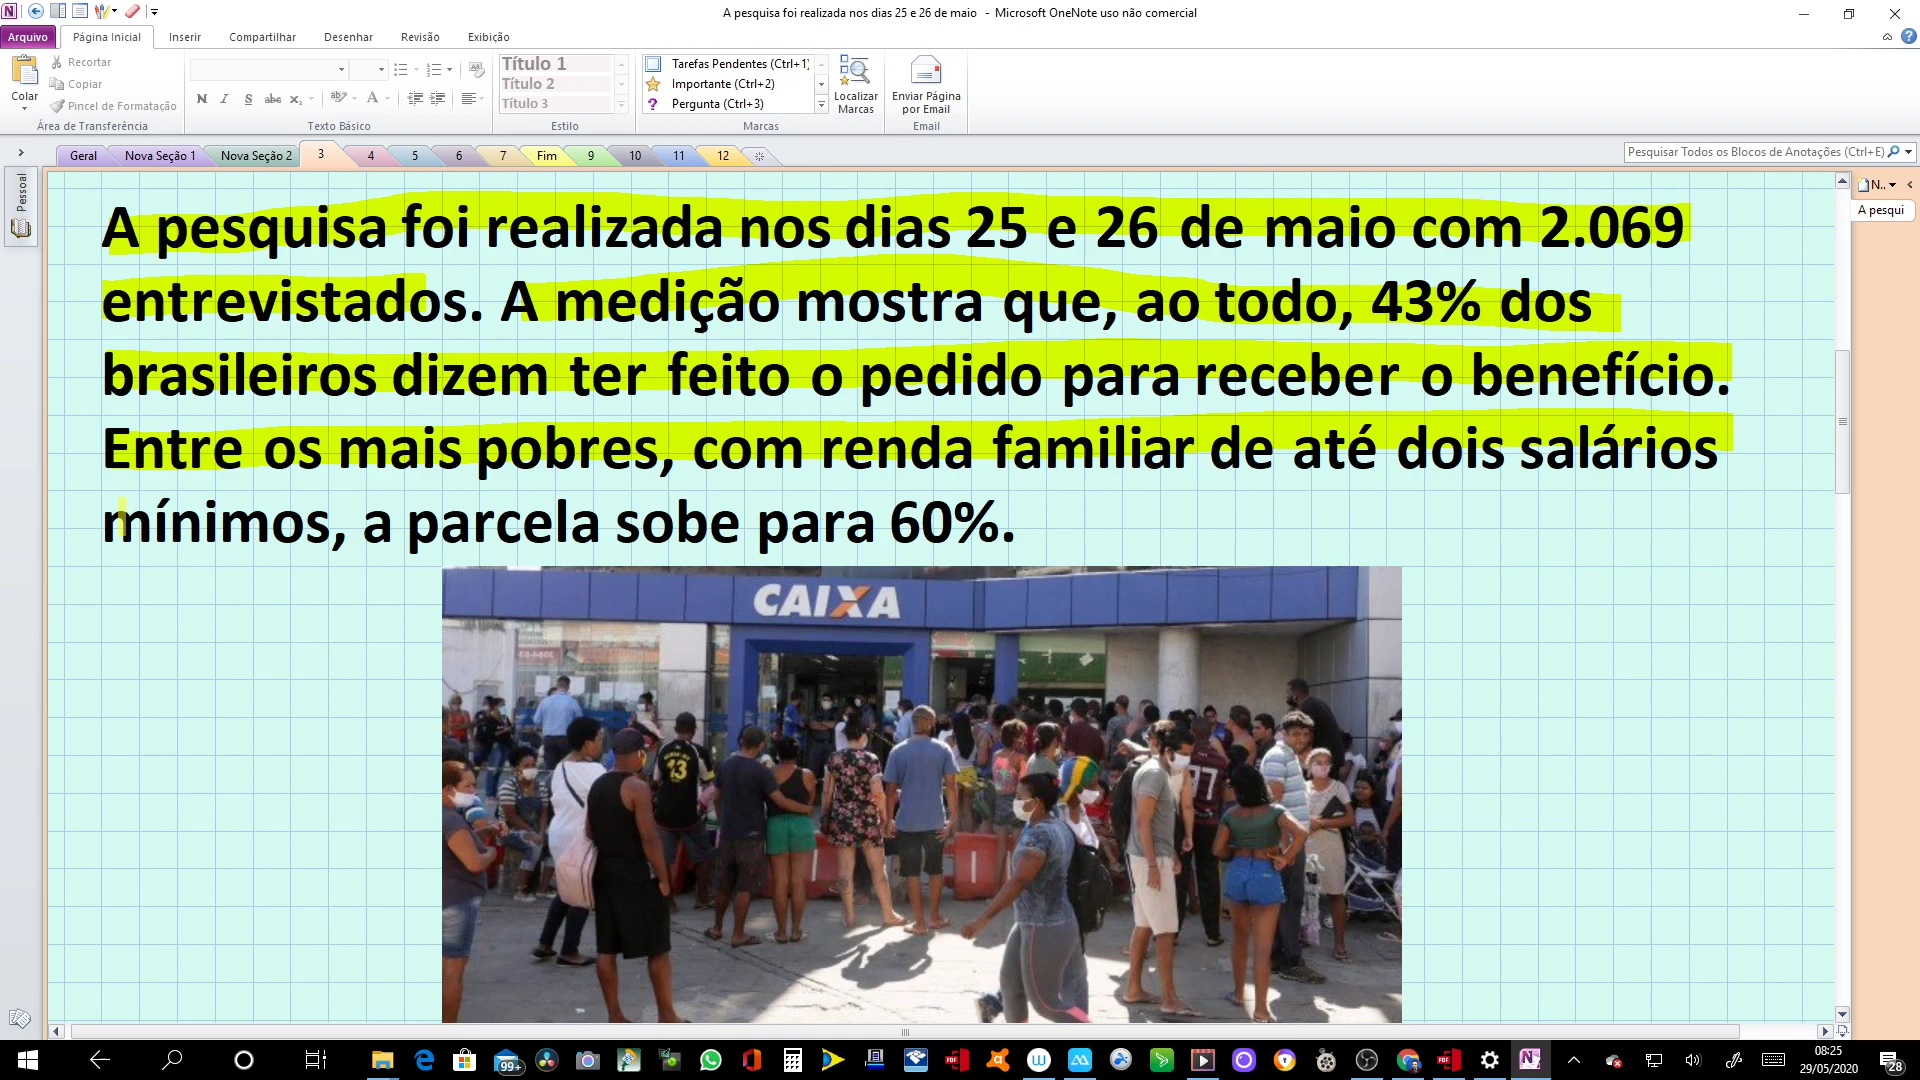 A pesquisa foi realizada nos dias 25 e 26 de maio - Microsoft OneNote uso não comercial
Arquivo Página Inicial Inserir Compartilhar Desenhar Revisão Exibição
Colar
Recortar
Copiar
Pincel de Formatação
Área de Transferência
N I S abc x₂ A
Texto Básico
Título 1
Título 2
Título 3
Estilo
Tarefas Pendentes (Ctrl+1)
Importante (Ctrl+2)
Pergunta (Ctrl+3)
Marcas
Localizar
Marcas
Enviar Página
por Email
Email
Geral Nova Seção 1 Nova Seção 2 3 4 5 6 7 Fim 9 10 11 12
Pesquisar Todos os Blocos de Anotações (Ctrl+E)
Pessoal
N..
A pesqui
A pesquisa foi realizada nos dias 25 e 26 de maio com 2.069
entrevistados. A medição mostra que, ao todo, 43% dos
brasileiros dizem ter feito o pedido para receber o benefício.
Entre os mais pobres, com renda familiar de até dois salários
mínimos, a parcela sobe para 60%.
CAIXA
13
99+
08:25
29/05/2020
28